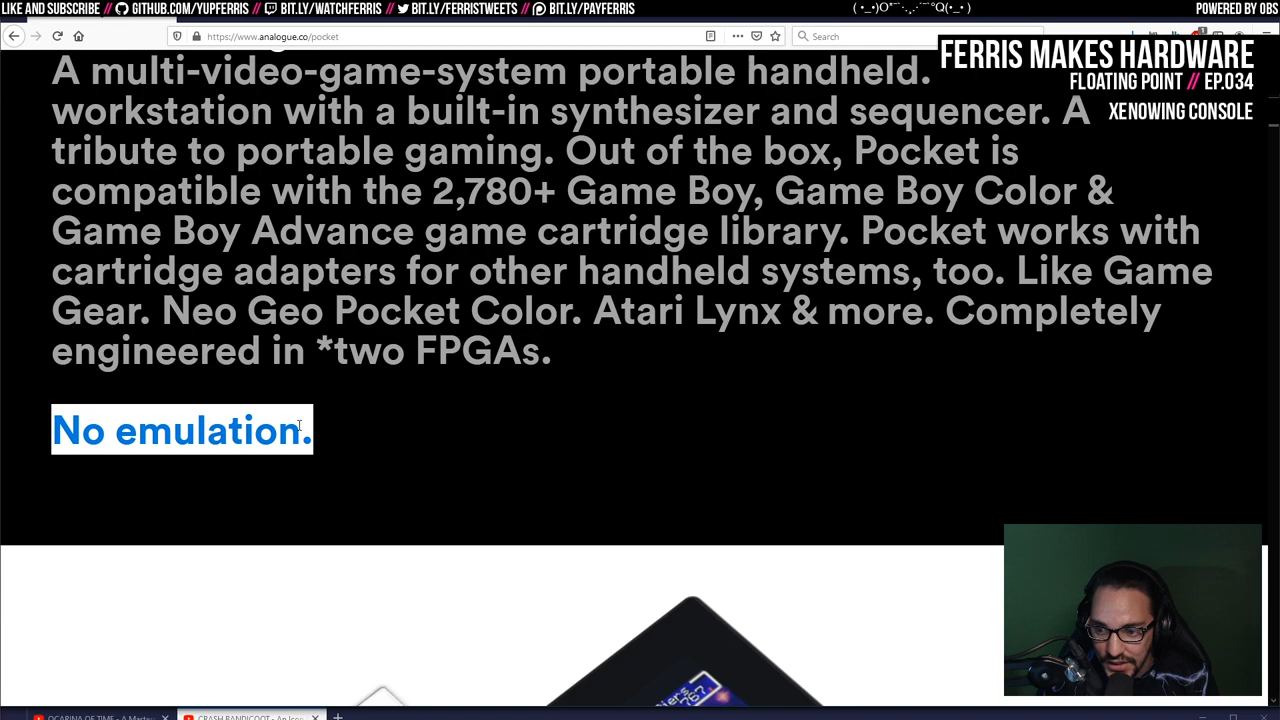 LIKE AND SUBSCRIBE // GITHUB.COM/YUPFERRIS // BIT.LY/WATCHFERRIS // BIT.LY/FERRISTWEETS // BIT.LY/PAYFERRIS
POWERED BY OBS
https://www.analogue.co/pocket
Search
FERRIS MAKES HARDWARE
FLOATING POINT // EP.034
XENOWING CONSOLE
A multi-video-game-system portable handheld.
workstation with a built-in synthesizer and sequencer. A
tribute to portable gaming. Out of the box, Pocket is
compatible with the 2,780+ Game Boy, Game Boy Color &
Game Boy Advance game cartridge library. Pocket works with
cartridge adapters for other handheld systems, too. Like Game
Gear. Neo Geo Pocket Color. Atari Lynx & more. Completely
engineered in *two FPGAs.
No emulation.
OCARINA OF TIME - A Maste
CRASH BANDICOOT - An Ico